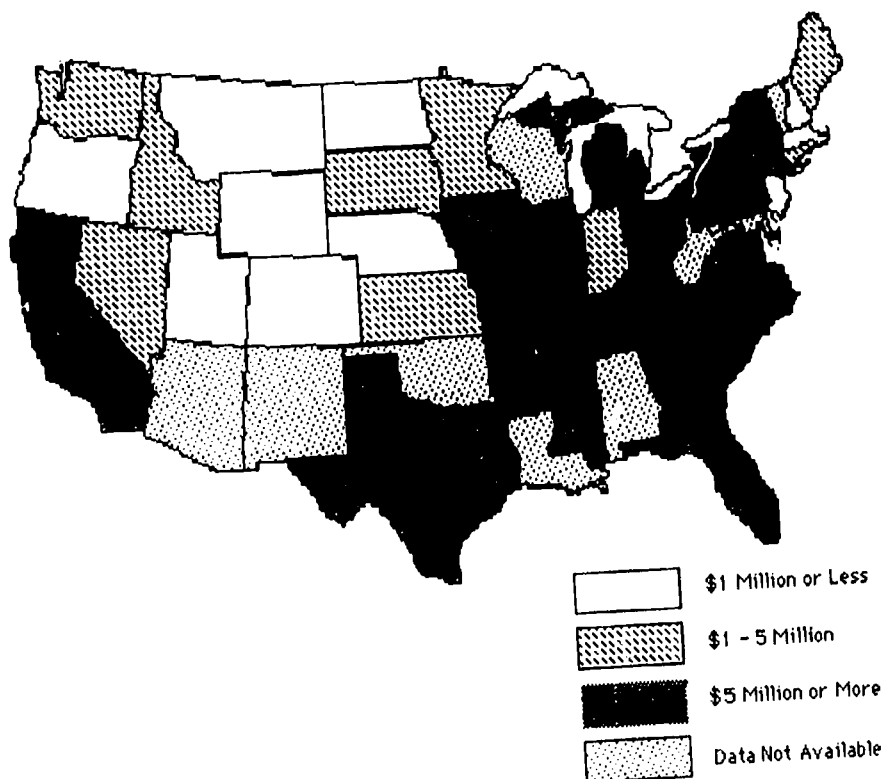 $1 Million or Less
$1 - 5 Million
$5 Million or More
Data Not Available